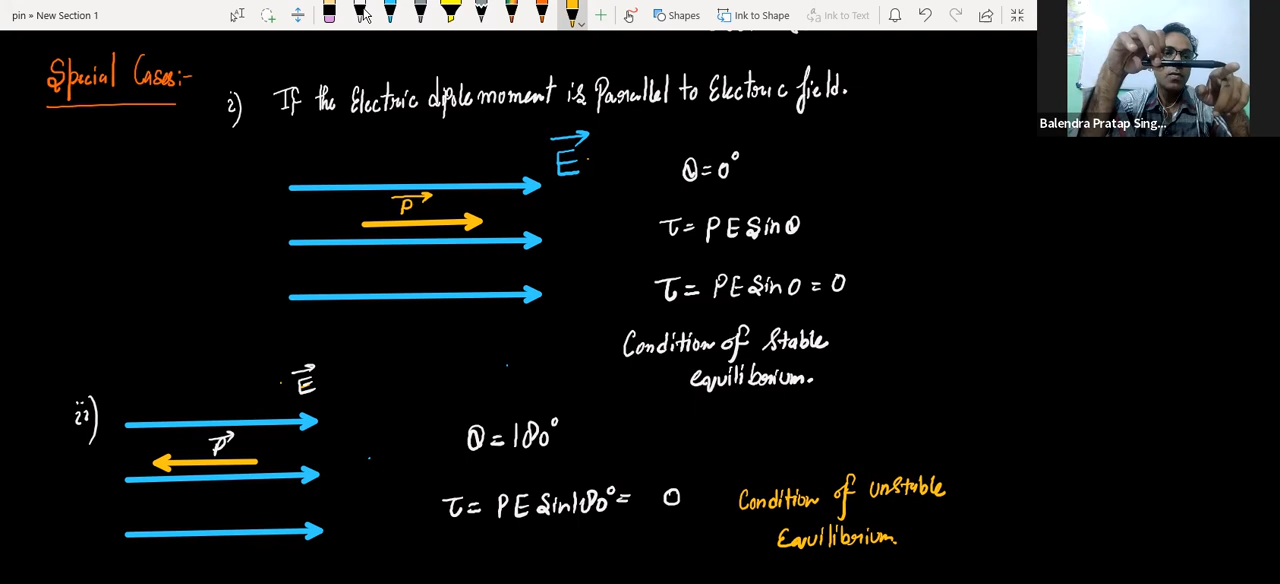 pin » New Section 1
Shapes
Ink to Shape
Ink to Text
Balendra Pratap Sing...
Special Cases:-
i) If the Electric dipole moment is Parallel to Electric field.
E
P
θ = 0°
τ = PE Sin θ
τ = PE Sin 0 = 0
Condition of Stable
equilibrium.
ii)
E
P
θ = 180°
τ = PE Sin 180° = 0
Condition of unstable
Equilibrium.